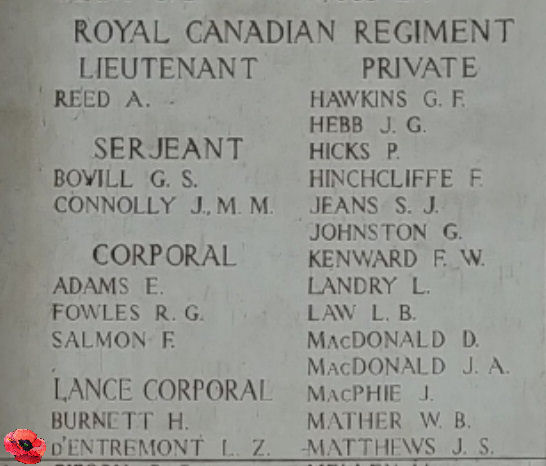 ROYAL CANADIAN REGIMENT
LIEUTENANT
REED A.
SERJEANT
BOVILL G. S.
CONNOLLY J., M. M.
CORPORAL
ADAMS E.
FOWLES R. G.
SALMON F.
LANCE CORPORAL
BURNETT H.
D'ENTREMONT L. Z.
PRIVATE
HAWKINS G. F.
HEBB J. G.
HICKS P.
HINCHCLIFFE F.
JEANS S. J.
JOHNSTON G.
KENWARD F. W.
LANDRY L.
LAW L. B.
MACDONALD D.
MACDONALD J. A.
MACPHIE J.
MATHER W. B.
MATTHEWS J. S.